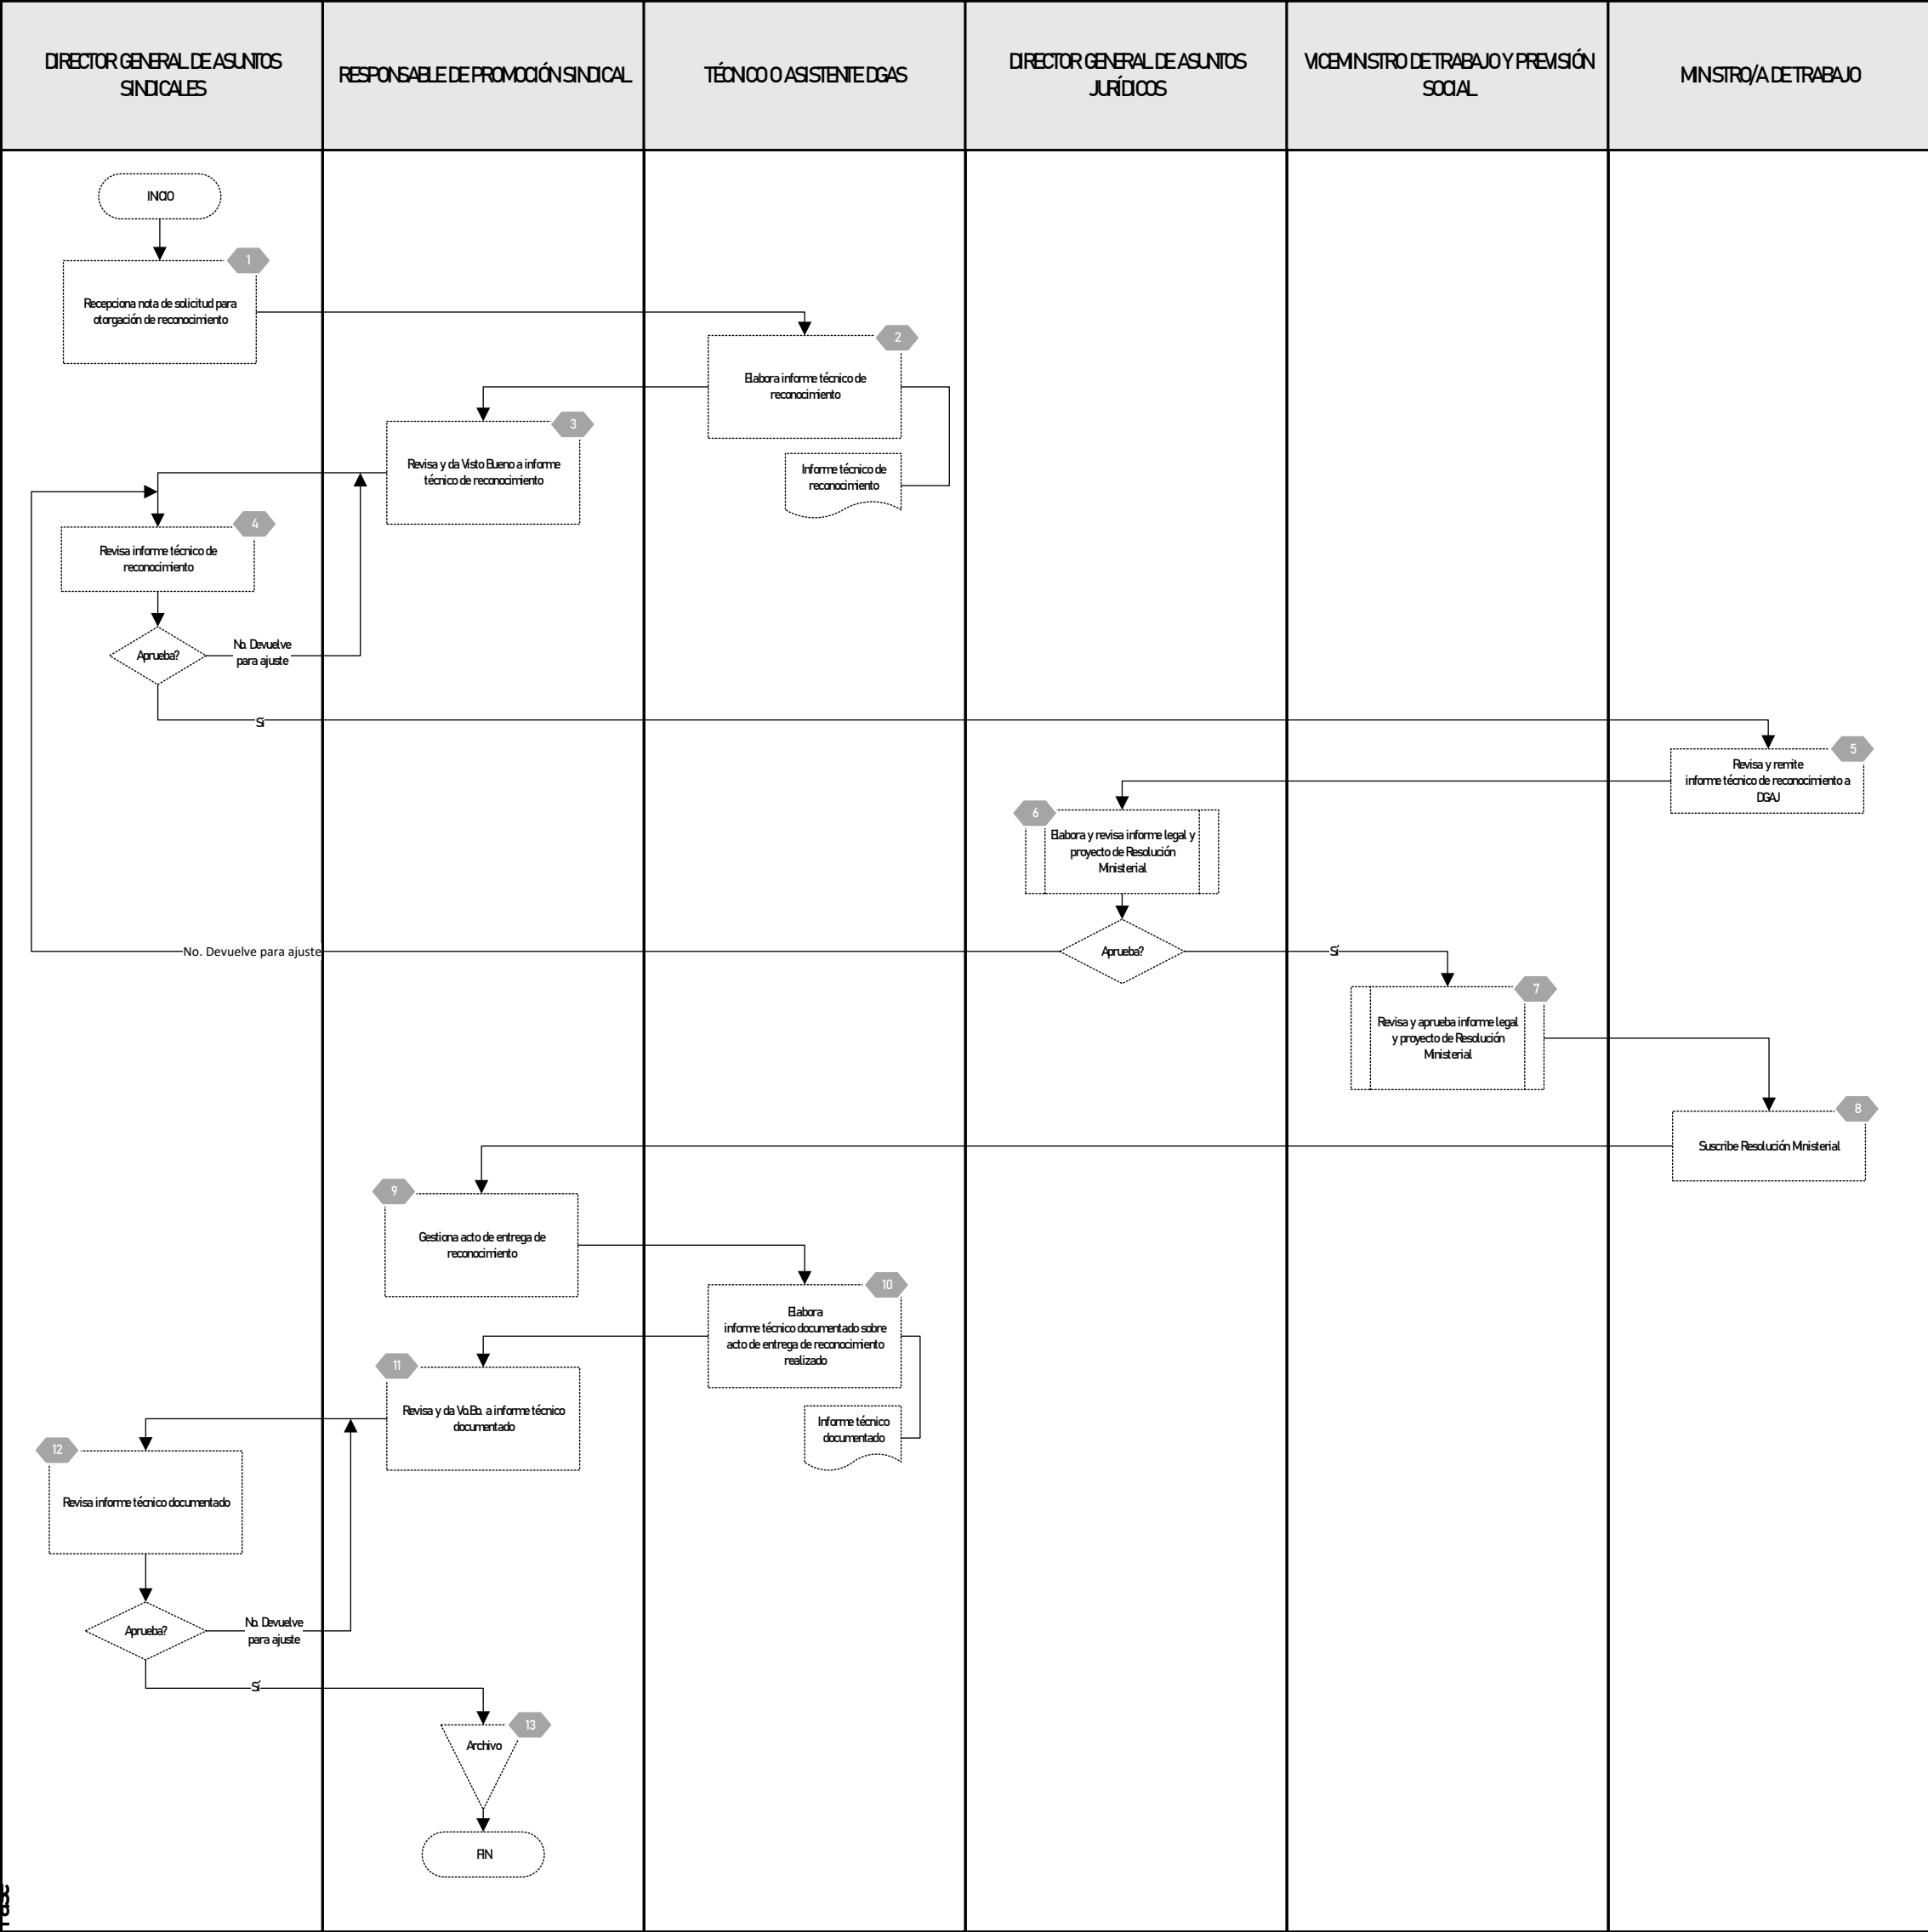 DIRECTOR GENERAL DE ASUNTOS
SINDICALES
RESPONSABLE DE PROMOCIÓN SINDICAL
TÉCNICO O ASISTENTE DGAS
DIRECTOR GENERAL DE ASUNTOS
JURÍDICOS
VICEMINISTRO DE TRABAJO Y PREVISIÓN
SOCIAL
MINISTRO/A DE TRABAJO
INICIO
1
Recepciona nota de solicitud para
otorgación de reconocimiento
2
Elabora informe técnico de
reconocimiento
Informe técnico de
reconocimiento
3
Revisa y da Visto Bueno a informe
técnico de reconocimiento
4
Revisa informe técnico de
reconocimiento
Aprueba?
No. Devuelve
para ajuste
Sí
5
Revisa y remite
informe técnico de reconocimiento a
DGAJ
6
Elabora y revisa informe legal y
proyecto de Resolución
Ministerial
Aprueba?
No. Devuelve para ajuste
Sí
7
Revisa y aprueba informe legal
y proyecto de Resolución
Ministerial
8
Suscribe Resolución Ministerial
9
Gestiona acto de entrega de
reconocimiento
10
Elabora
informe técnico documentado sobre
acto de entrega de reconocimiento
realizado
Informe técnico
documentado
11
Revisa y da Vo.Bo. a informe técnico
documentado
12
Revisa informe técnico documentado
Aprueba?
No. Devuelve
para ajuste
Sí
13
Archivo
FIN